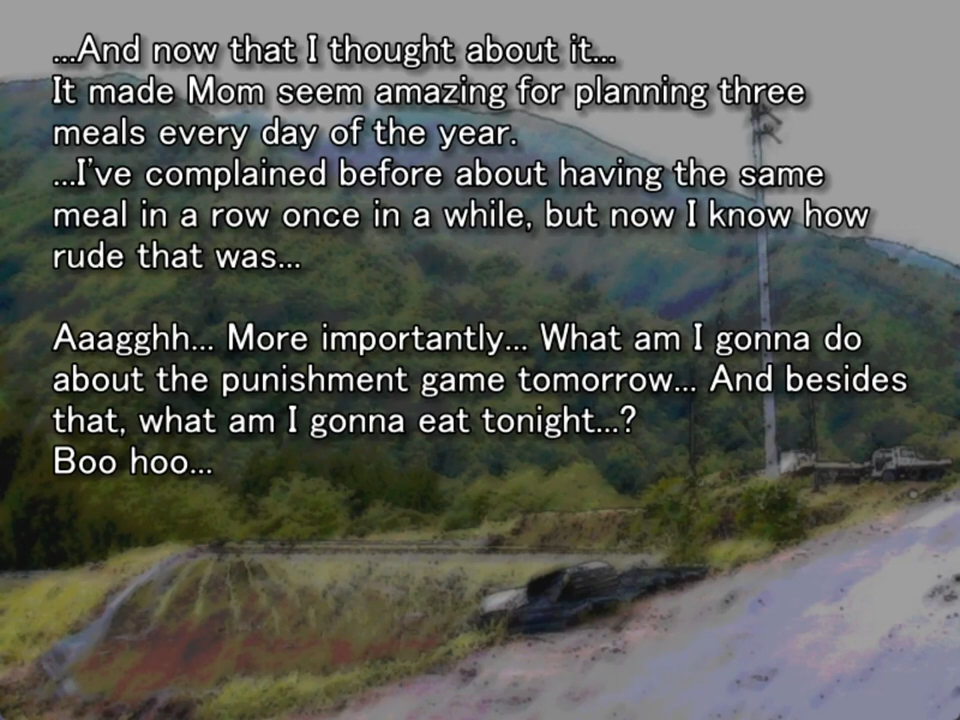 ...And now that I thought about it...
It made Mom seem amazing for planning three
meals every day of the year.
...I've complained before about having the same
meal in a row once in a while, but now I know how
rude that was...
Aaagghh... More importantly... What am I gonna do
about the punishment game tomorrow... And besides
that, what am I gonna eat tonight...?
Boo hoo...